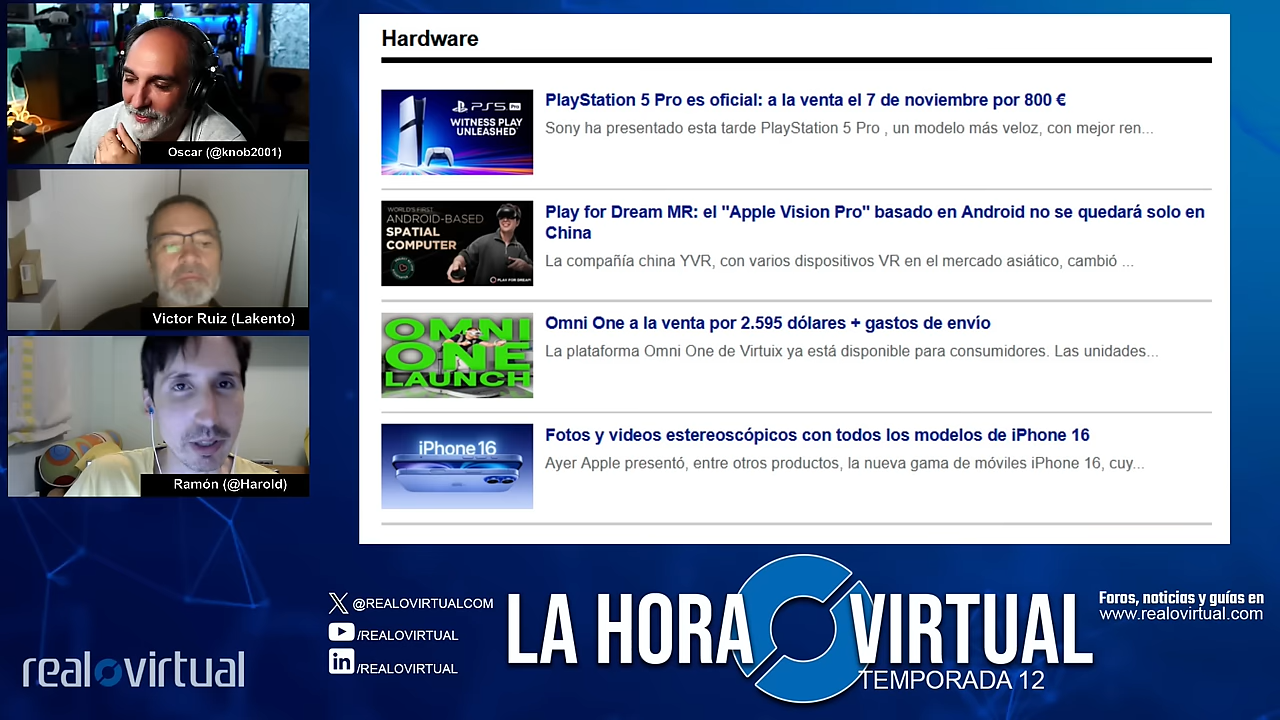 Oscar (@knob2001)
Victor Ruiz (Lakento)
Ramón (@Harold)
Hardware
PS5 Pro
WITNESS PLAY
UNLEASHED
PlayStation 5 Pro es oficial: a la venta el 7 de noviembre por 800 €
Sony ha presentado esta tarde PlayStation 5 Pro , un modelo más veloz, con mejor ren...
WORLD'S FIRST
ANDROID-BASED
SPATIAL
COMPUTER
PLAY FOR DREAM
Play for Dream MR: el "Apple Vision Pro" basado en Android no se quedará solo en
China
La compañía china YVR, con varios dispositivos VR en el mercado asiático, cambió ...
OMNI
ONE
LAUNCH
Omni One a la venta por 2.595 dólares + gastos de envío
La plataforma Omni One de Virtuix ya está disponible para consumidores. Las unidades...
iPhone 16
Fotos y videos estereoscópicos con todos los modelos de iPhone 16
Ayer Apple presentó, entre otros productos, la nueva gama de móviles iPhone 16, cuy...
realovirtual
@REALOVIRTUALCOM
/REALOVIRTUAL
in /REALOVIRTUAL
LA HORA VIRTUAL
TEMPORADA 12
Foros, noticias y guías en
www.realovirtual.com